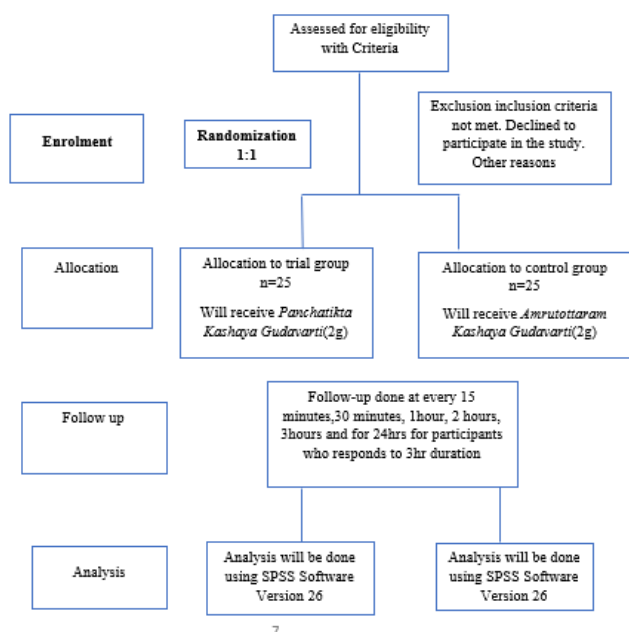 Assessed for eligibility
with Criteria
Exclusion inclusion criteria
not met. Declined to
participate in the study.
Other reasons
Enrolment
Randomization
1:1
Allocation
Allocation to trial group
n=25
Will receive Panchatikta
Kashaya Gudavarti(2g)
Allocation to control group
n=25
Will receive Amrutottaram
Kashaya Gudavarti(2g)
Follow up
Follow-up done at every 15
minutes,30 minutes, 1hour, 2 hours,
3hours and for 24hrs for participants
who responds to 3hr duration
Analysis
Analysis will be done
using SPSS Software
Version 26
Analysis will be done
using SPSS Software
Version 26
7